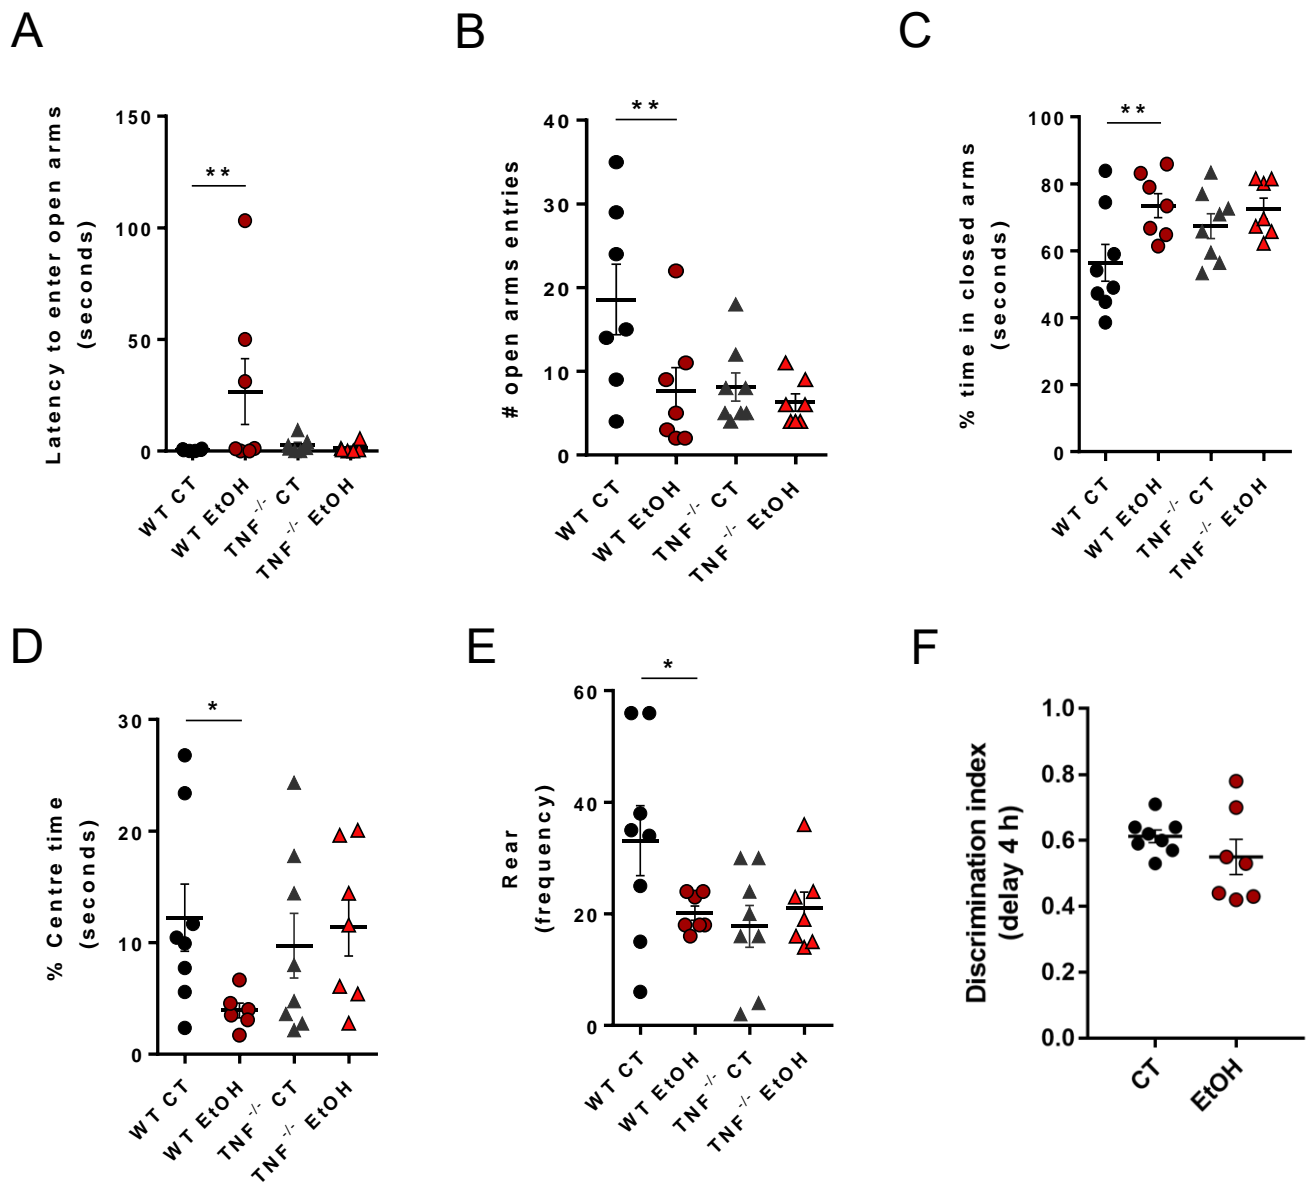 A
Latency to enter open arms
(seconds)
150
100
50
0
**
WT CT
WT EtOH
TNF-/- CT
TNF-/- EtOH
B
# open arms entries
40
30
20
10
0
**
WT CT
WT EtOH
TNF-/- CT
TNF-/- EtOH
C
% time in closed arms
(seconds)
100
80
60
40
20
0
**
WT CT
WT EtOH
TNF-/- CT
TNF-/- EtOH
D
% Centre time
(seconds)
30
20
10
0
*
WT CT
WT EtOH
TNF-/- CT
TNF-/- EtOH
E
Rear
(frequency)
60
40
20
0
*
WT CT
WT EtOH
TNF-/- CT
TNF-/- EtOH
F
Discrimination index
(delay 4 h)
1.0
0.8
0.6
0.4
0.2
0.0
CT
EtOH